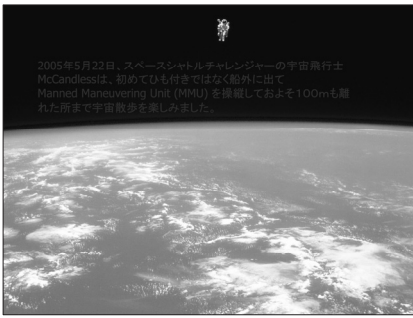 2005年5月22日、スペースシャトルチャレンジャーの宇宙飛行士
McCandlessは、初めてひも付きではなく船外に出て
Manned Maneuvering Unit (MMU) を操縦しておよそ100mも離
れた所まで宇宙散歩を楽しみました。